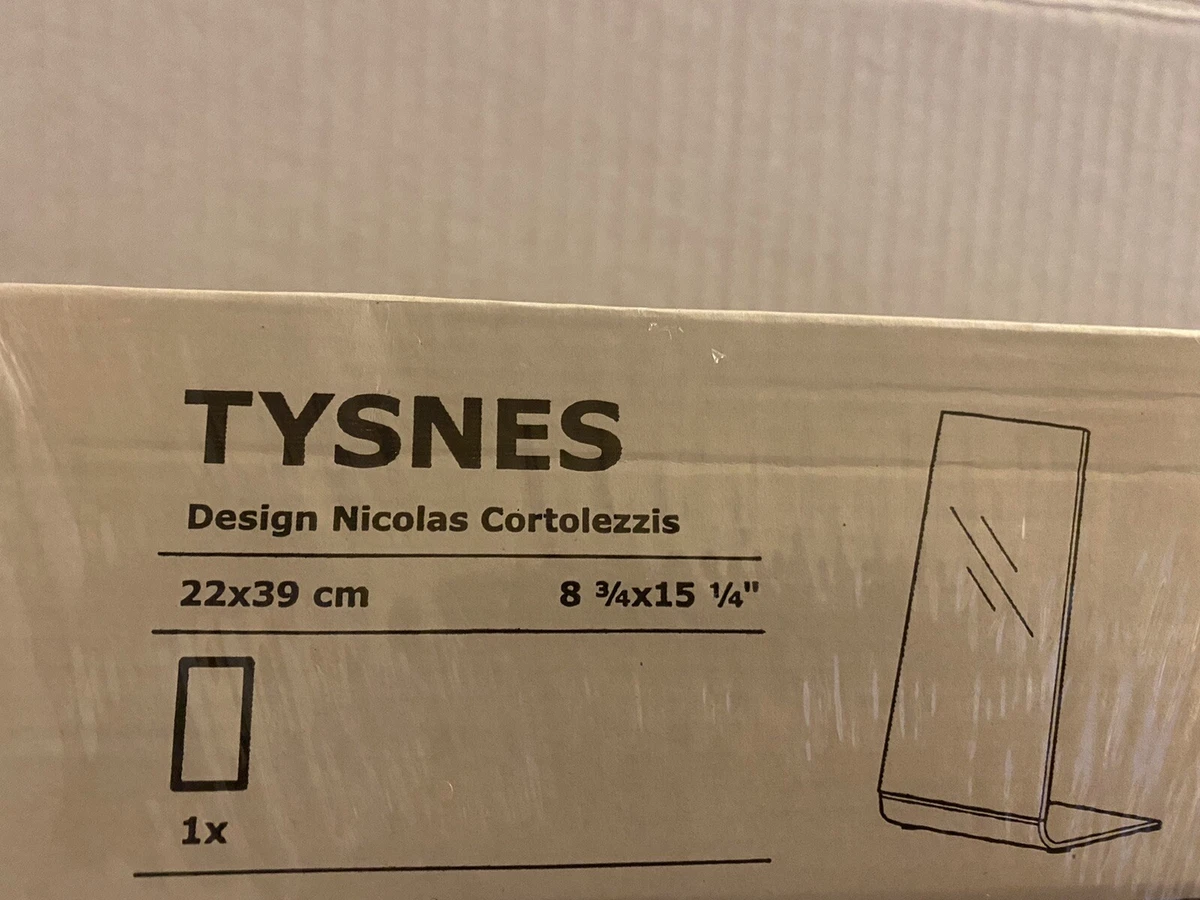 TYSNES
Design Nicolas Cortolezzis
22x39 cm 8 ¾x15 ¼"
1x